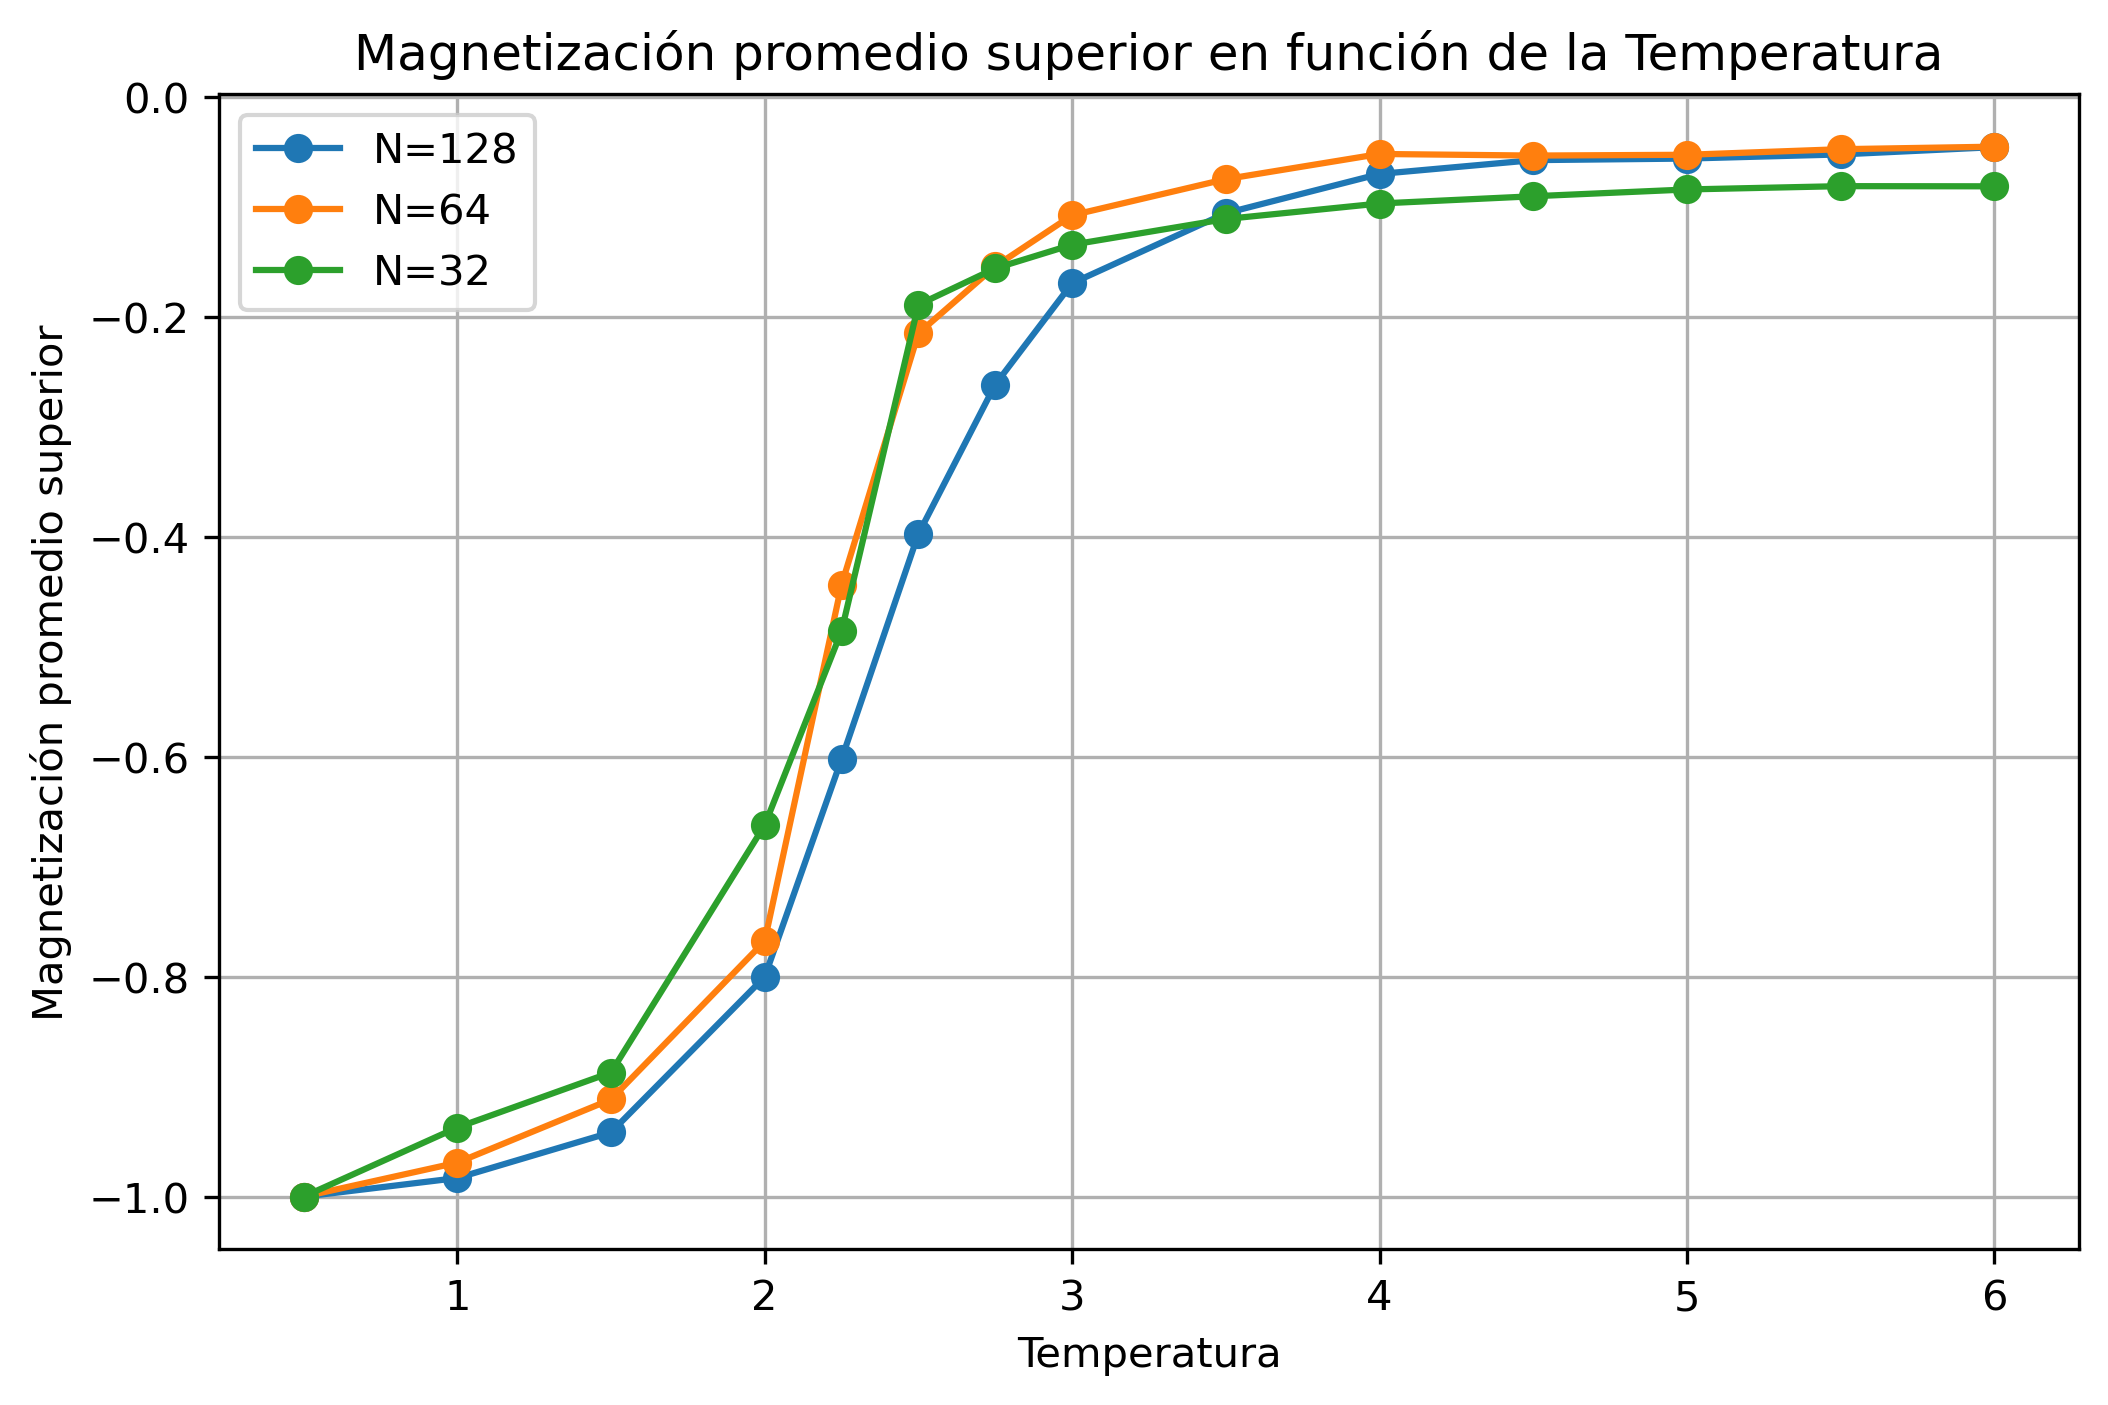 Magnetización promedio superior en función de la Temperatura
N=128
N=64
N=32
Magnetización promedio superior
0.0
−0.2
−0.4
−0.6
−0.8
−1.0
1 2 3 4 5 6
Temperatura